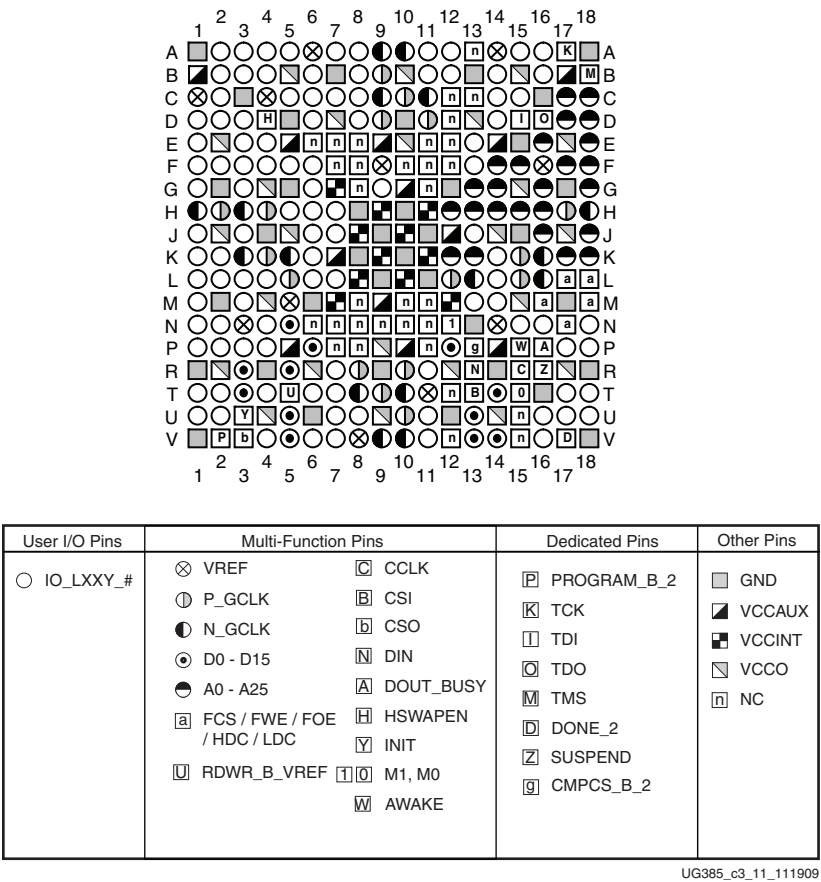 2 4 6 8 10 12 14 16 18
1 3 5 7 9 11 13 15 17
A n K A
B M B
C n n C
D H n I O D
E n n n n n E
F n n n n n F
G n n G
H H
J J
K K
L a a L
M n n n a a M
N n n n n n n 1 a N
P n n n g W A P
R N C Z R
T U n B 0 T
U Y n U
V P b n n D V
2 4 6 8 10 12 14 16 18
1 3 5 7 9 11 13 15 17
User I/O Pins
IO_LXXY_#
Multi-Function Pins
VREF
P_GCLK
N_GCLK
D0 - D15
A0 - A25
a FCS / FWE / FOE
/ HDC / LDC
U RDWR_B_VREF
C CCLK
B CSI
b CSO
N DIN
A DOUT_BUSY
H HSWAPEN
Y INIT
1 0 M1, M0
W AWAKE
Dedicated Pins
P PROGRAM_B_2
K TCK
I TDI
O TDO
M TMS
D DONE_2
Z SUSPEND
g CMPCS_B_2
Other Pins
GND
VCCAUX
VCCINT
VCCO
n NC
UG385_c3_11_111909